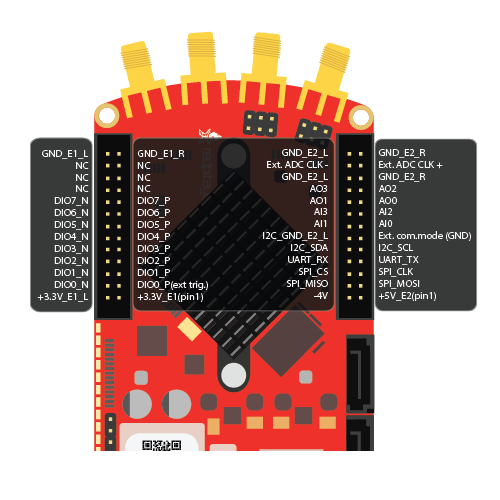 GND_E1_L GND_E1_R GND_E2_L GND_E2_R
NC NC Ext. ADC CLK - Ext. ADC CLK +
NC NC GND_E2_L GND_E2_R
NC NC AO3 AO2
DIO7_N DIO7_P AO1 AO0
DIO6_N DIO6_P AI3 AI2
DIO5_N DIO5_P AI1 AI0
DIO4_N DIO4_P I2C_GND_E2_L Ext. com.mode (GND)
DIO3_N DIO3_P I2C_SDA I2C_SCL
DIO2_N DIO2_P UART_RX UART_TX
DIO1_N DIO1_P SPI_CS SPI_CLK
DIO0_N DIO0_P(ext trig.) SPI_MISO SPI_MOSI
+3.3V_E1_L +3.3V_E1(pin1) -4V +5V_E2(pin1)